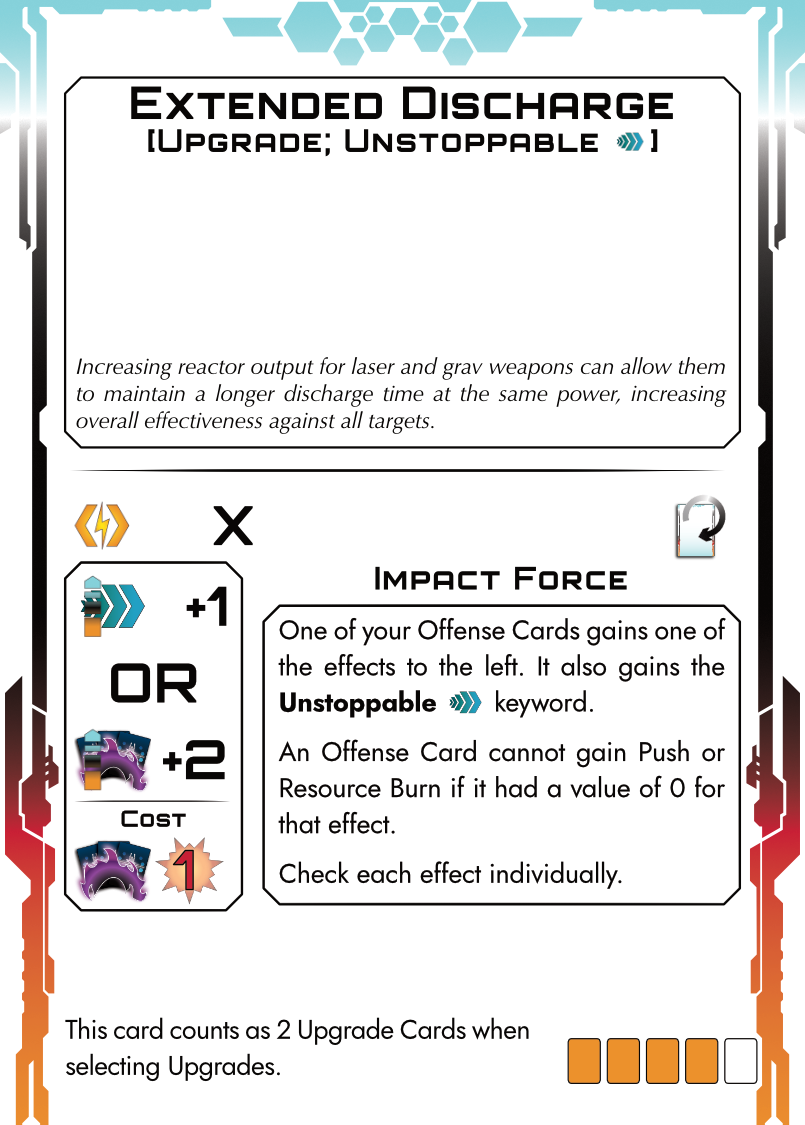 Extended Discharge
[Upgrade; Unstoppable ]
Increasing reactor output for laser and grav weapons can allow them
to maintain a longer discharge time at the same power, increasing
overall effectiveness against all targets.
X
Impact Force
+1
OR
+2
Cost
1
One of your Offense Cards gains one of
the effects to the left. It also gains the
Unstoppable keyword.
An Offense Card cannot gain Push or
Resource Burn if it had a value of 0 for
that effect.
Check each effect individually.
This card counts as 2 Upgrade Cards when
selecting Upgrades.